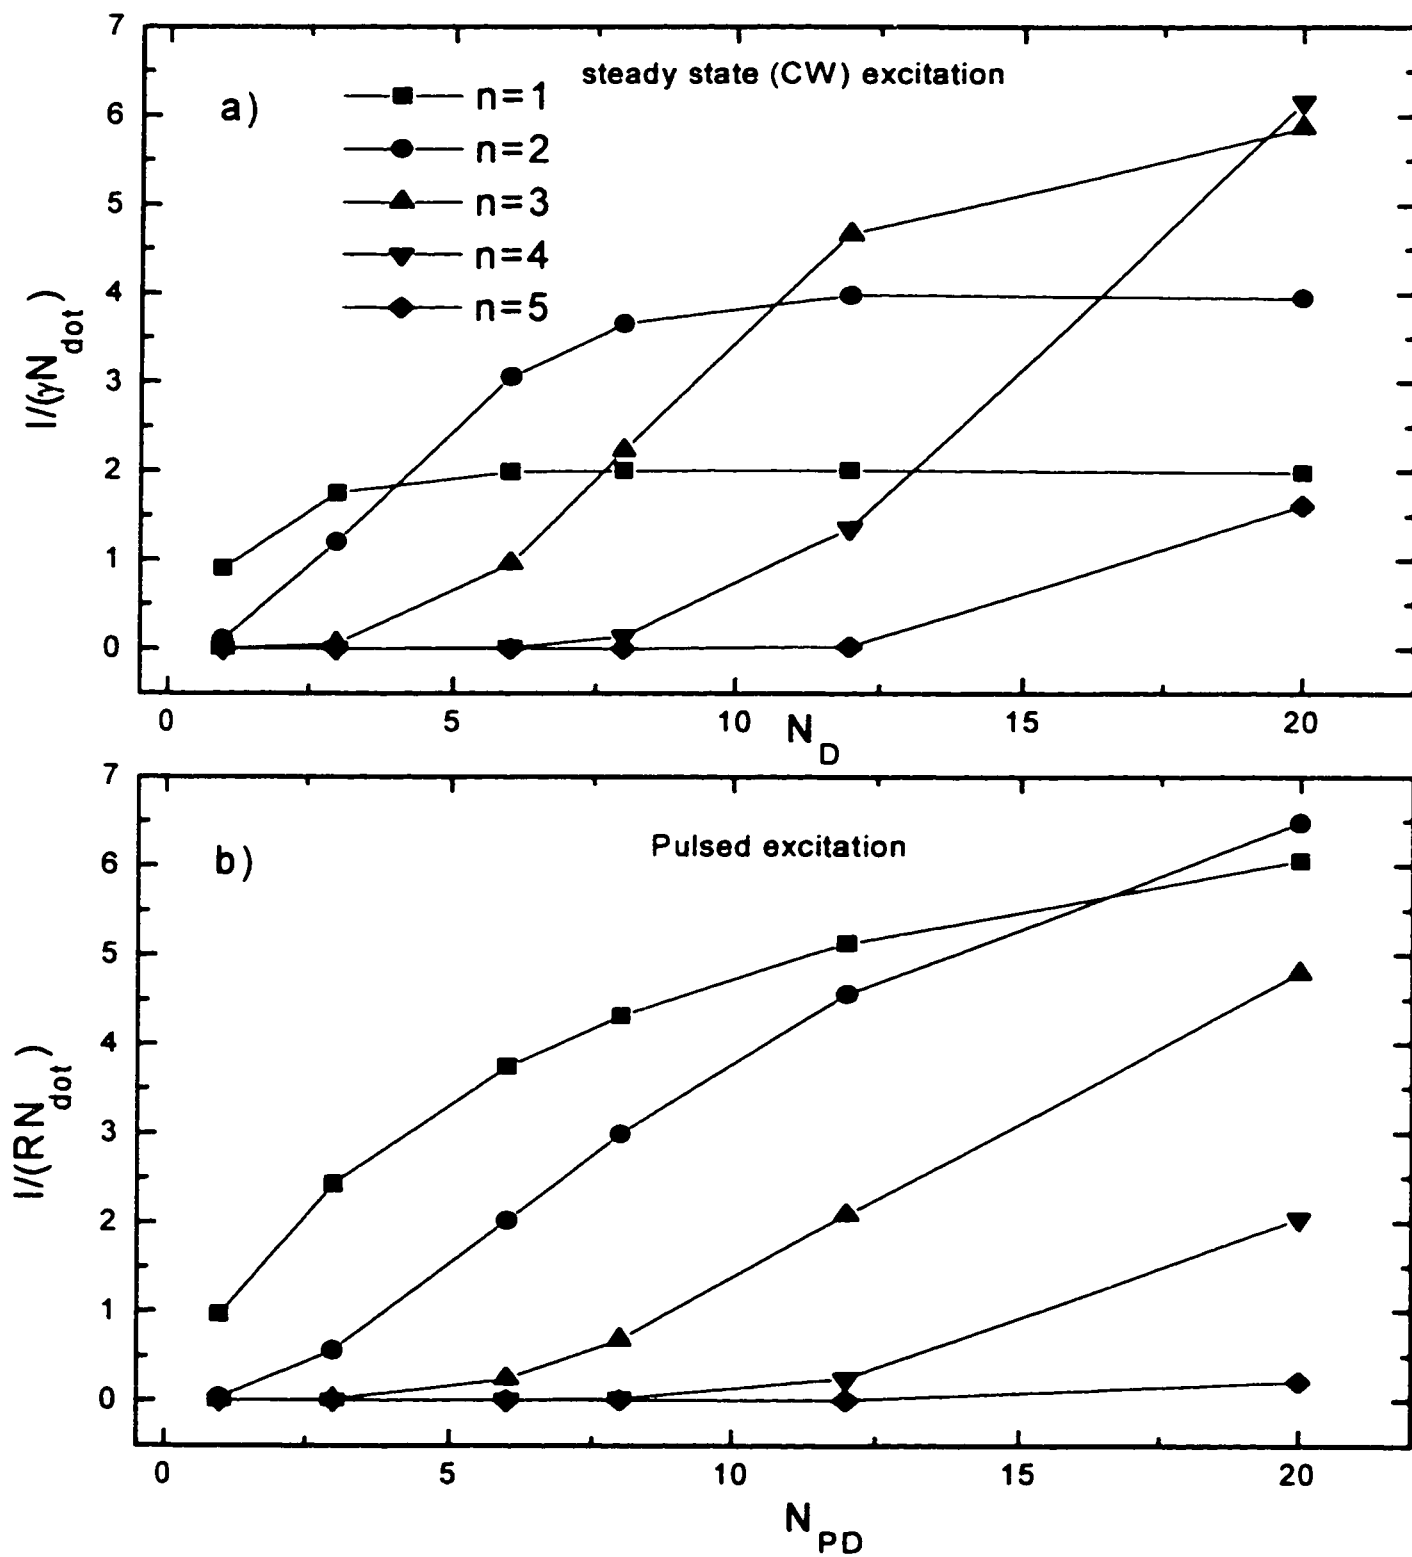 7
steady state (CW) excitation
a)
n=1
n=2
n=3
n=4
n=5
6
5
4
3
2
1
0
I/(γN_dot)
0 5 10 15 20
N_D
7
Pulsed excitation
b)
6
5
4
3
2
1
0
I/(RN_dot)
0 5 10 15 20
N_PD